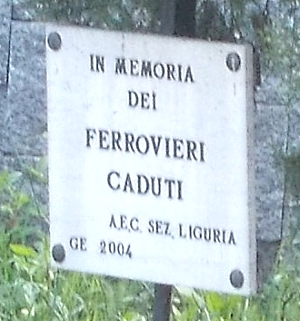 IN MEMORIA
DEI
FERROVIERI
CADUTI
A.E.C. SEZ. LIGURIA
GE 2004